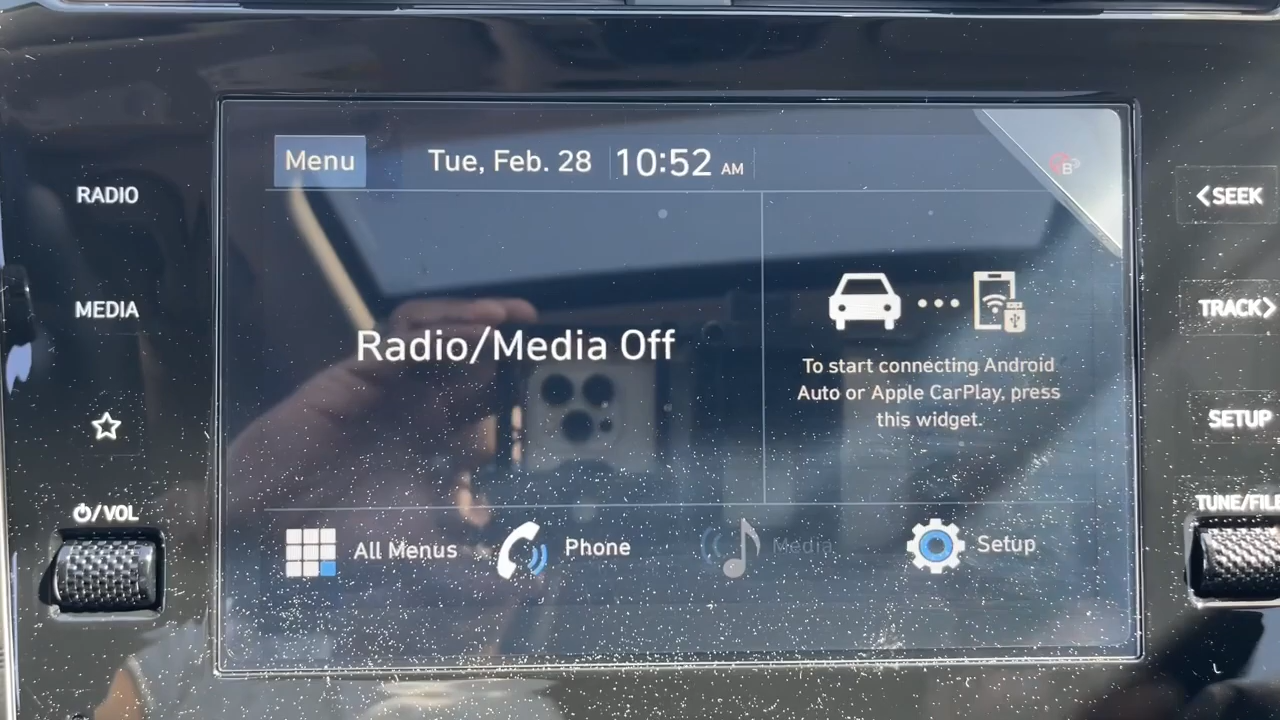 Menu
Tue, Feb. 28
10:52 AM
B
RADIO
<SEEK
MEDIA
TRACK>
Radio/Media Off
To start connecting Android
Auto or Apple CarPlay, press
this widget.
SETUP
/VOL
TUNE/FILE
All Menus
Phone
Media
Setup